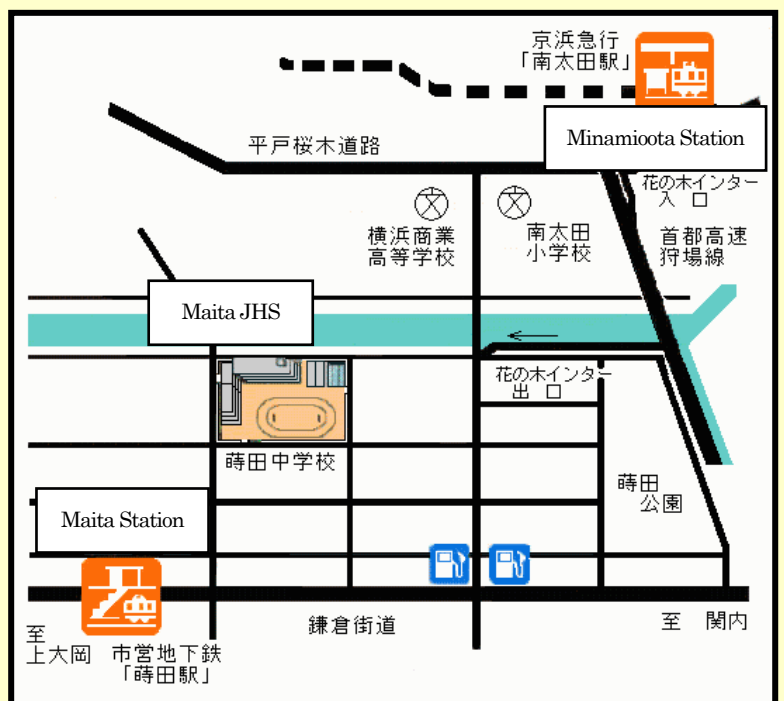 京浜急行
「南太田駅」
Minamioota Station
平戸桜木道路
花の木インター
入口
横浜商業
高等学校
南太田
小学校
首都高速
狩場線
Maita JHS
←
花の木インター
出口
蒔田中学校
蒔田
公園
Maita Station
鎌倉街道
至 関内
至
上大岡
市営地下鉄
「蒔田駅」